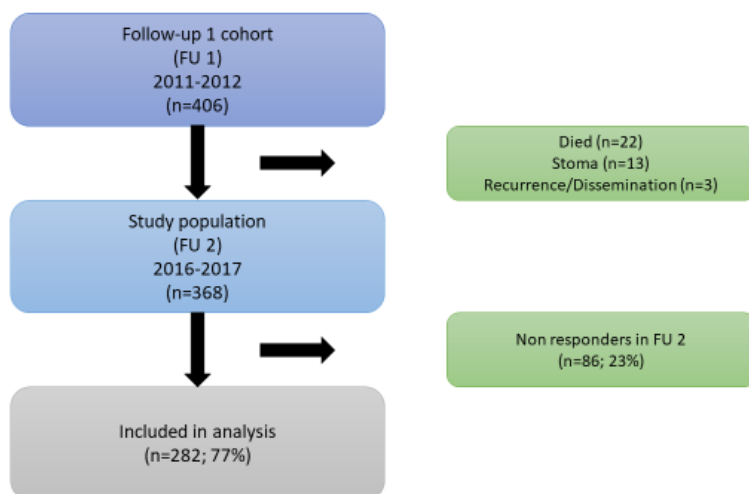 Follow-up 1 cohort
(FU 1)
2011-2012
(n=406)
Died (n=22)
Stoma (n=13)
Recurrence/Dissemination (n=3)
Study population
(FU 2)
2016-2017
(n=368)
Non responders in FU 2
(n=86; 23%)
Included in analysis
(n=282; 77%)